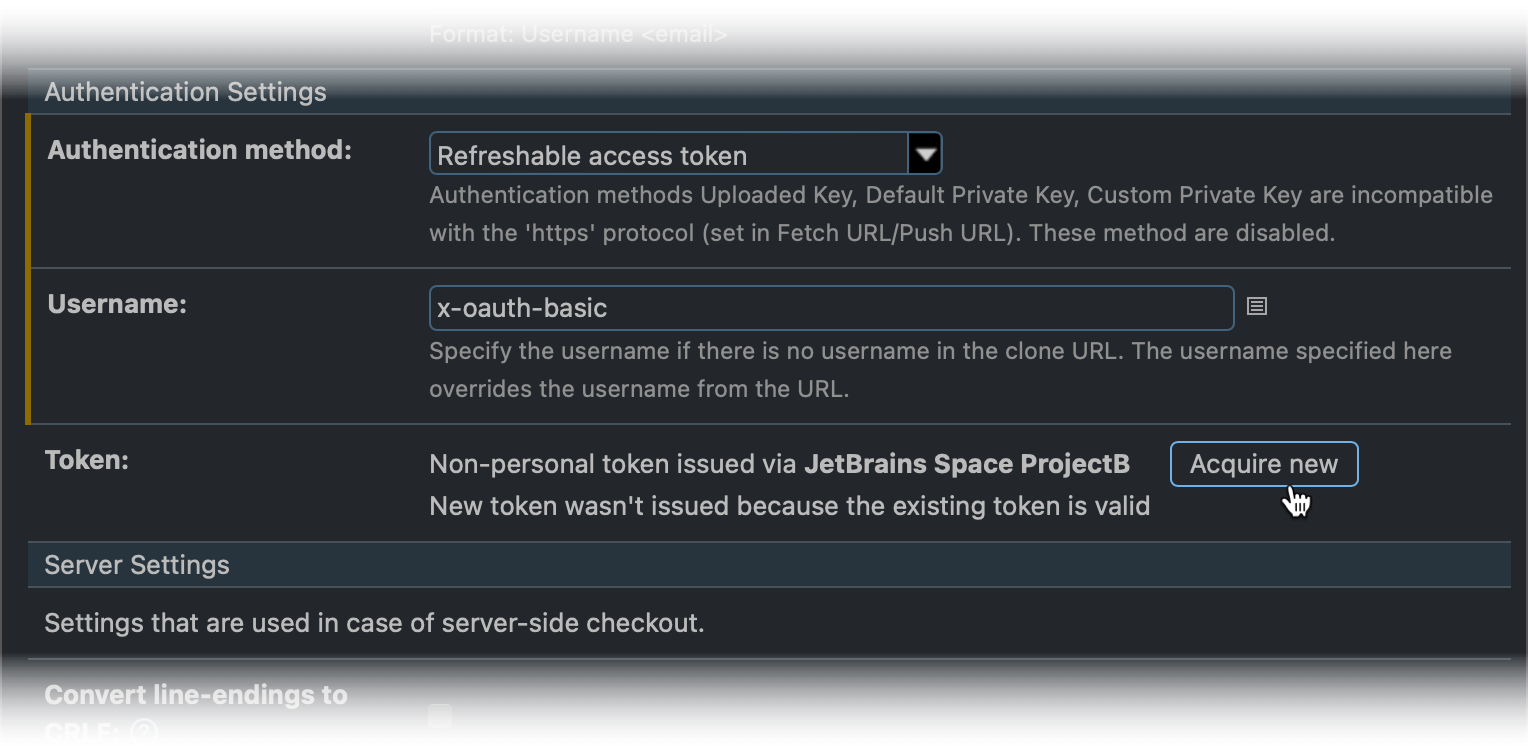 Format: Username <email>
Authentication Settings
Authentication method:
Refreshable access token
Authentication methods Uploaded Key, Default Private Key, Custom Private Key are incompatible
with the 'https' protocol (set in Fetch URL/Push URL). These method are disabled.
Username:
x-oauth-basic
Specify the username if there is no username in the clone URL. The username specified here
overrides the username from the URL.
Token:
Non-personal token issued via JetBrains Space ProjectB
Acquire new
New token wasn't issued because the existing token is valid
Server Settings
Settings that are used in case of server-side checkout.
Convert line-endings to
CRLF: ?